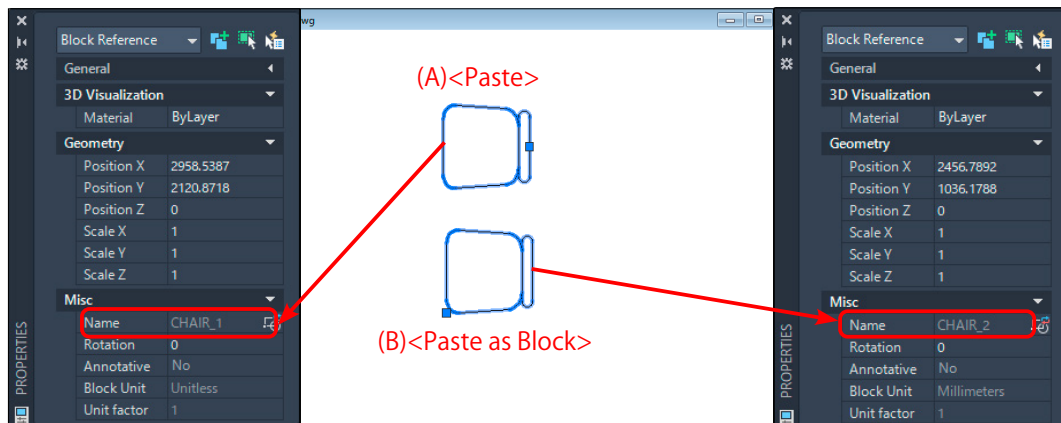 Block Reference
General
3D Visualization
Material ByLayer
Geometry
Position X 2958.5387
Position Y 2120.8718
Position Z 0
Scale X 1
Scale Y 1
Scale Z 1
Misc
Name CHAIR_1
Rotation 0
Annotative No
Block Unit Unitless
Unit factor 1
PROPERTIES
wg
(A)<Paste>
(B)<Paste as Block>
Block Reference
General
3D Visualization
Material ByLayer
Geometry
Position X 2456.7892
Position Y 1036.1788
Position Z 0
Scale X 1
Scale Y 1
Scale Z 1
Misc
Name CHAIR_2
Rotation 0
Annotative No
Block Unit Millimeters
Unit factor 1
PROPERTIES